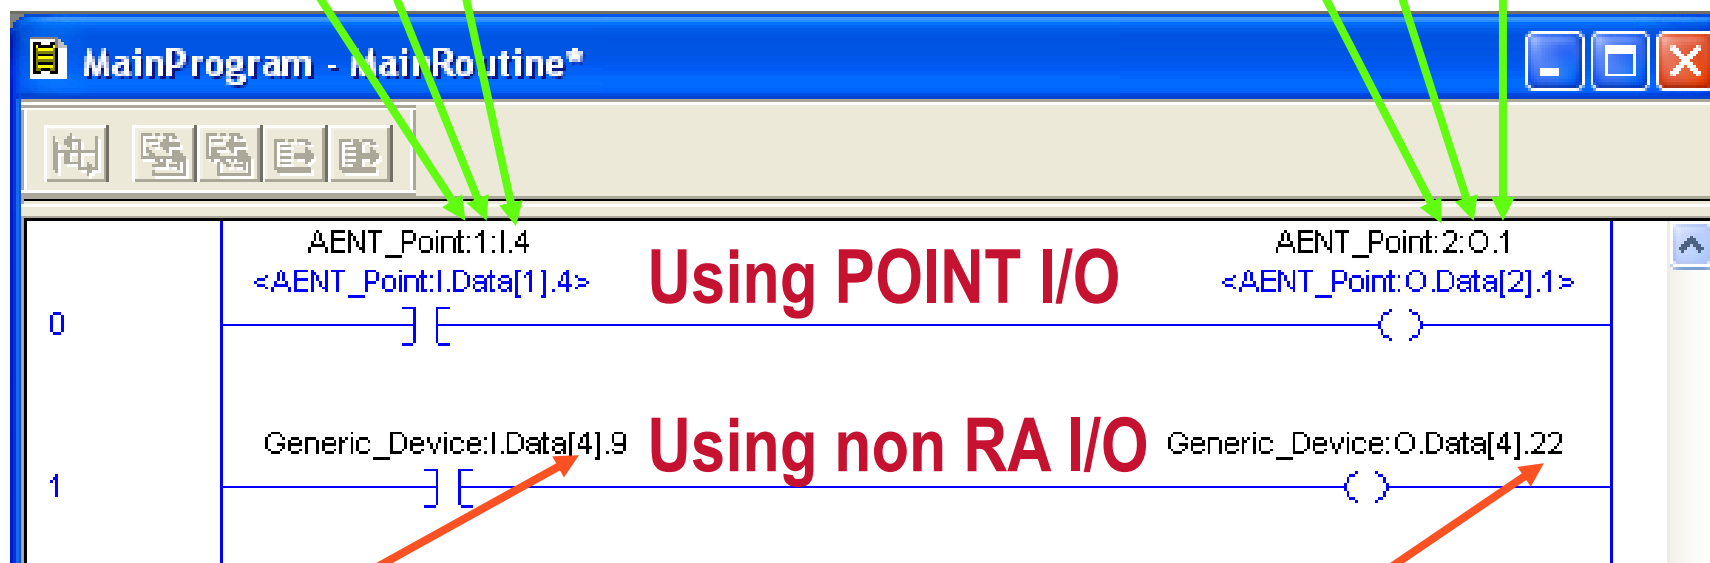 MainProgram - MainRoutine*
AENT_Point:1:I.4
<AENT_Point:I.Data[1].4>
Using POINT I/O
AENT_Point:2:O.1
<AENT_Point:O.Data[2].1>
0
Generic_Device:I.Data[4].9
Using non RA I/O
Generic_Device:O.Data[4].22
1